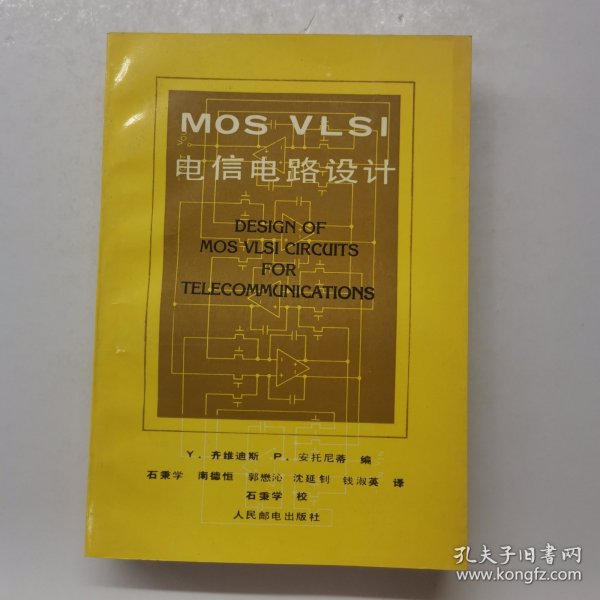 MOS VLSI
电信电路设计
DESIGN OF
MOS VLSI CIRCUITS
FOR
TELECOMMUNICATIONS
Y．齐维迪斯 P．安托尼蒂 编
石秉学 南德恒 郭懋沁 沈延钊 钱淑英 译
石秉学 校
人民邮电出版社
孔夫子旧书网
www.kongfz.com